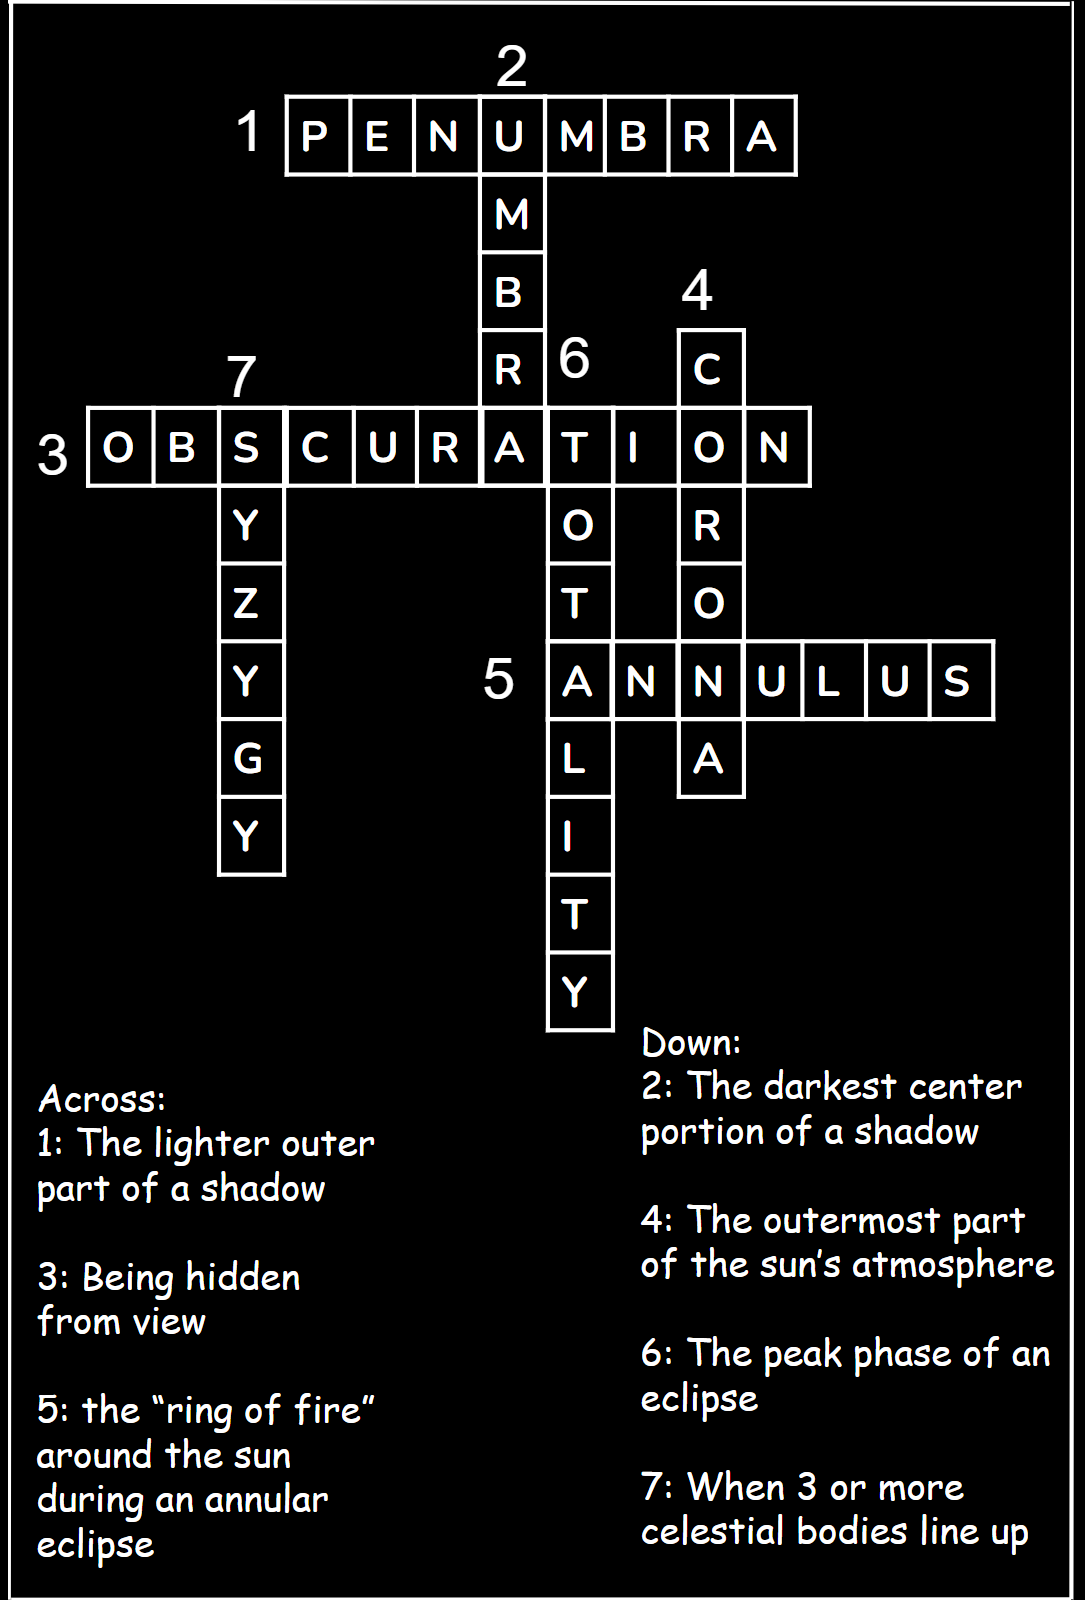 2
1 P E N U M B R A
M
B
4
R 6 C
7
3 O B S C U R A T I O N
Y O R
Z T O
Y 5 A N N U L U S
G L A
Y I
T
Y
Across:
1: The lighter outer
part of a shadow
3: Being hidden
from view
5: the “ring of fire”
around the sun
during an annular
eclipse
Down:
2: The darkest center
portion of a shadow
4: The outermost part
of the sun’s atmosphere
6: The peak phase of an
eclipse
7: When 3 or more
celestial bodies line up